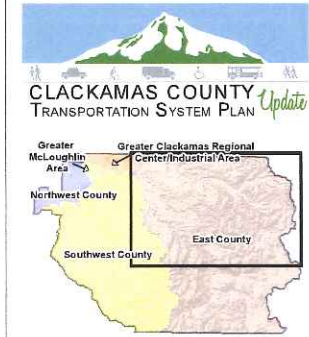 CLACKAMAS COUNTY
TRANSPORTATION SYSTEM PLAN Update
Greater McLoughlin Area
Greater Clackamas Regional Center/Industrial Area
Northwest County
East County
Southwest County